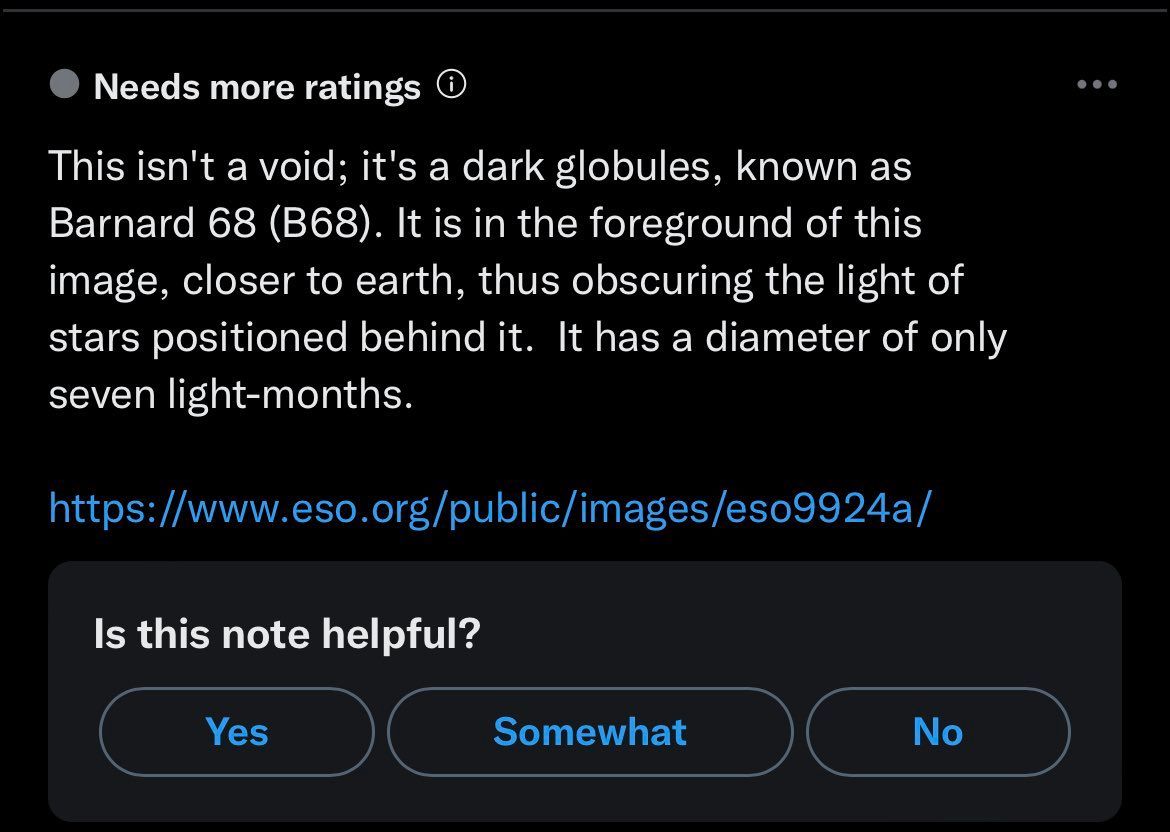 Needs more ratings
This isn't a void; it's a dark globules, known as
Barnard 68 (B68). It is in the foreground of this
image, closer to earth, thus obscuring the light of
stars positioned behind it.  It has a diameter of only
seven light-months.
https://www.eso.org/public/images/eso9924a/
Is this note helpful?
Yes Somewhat No